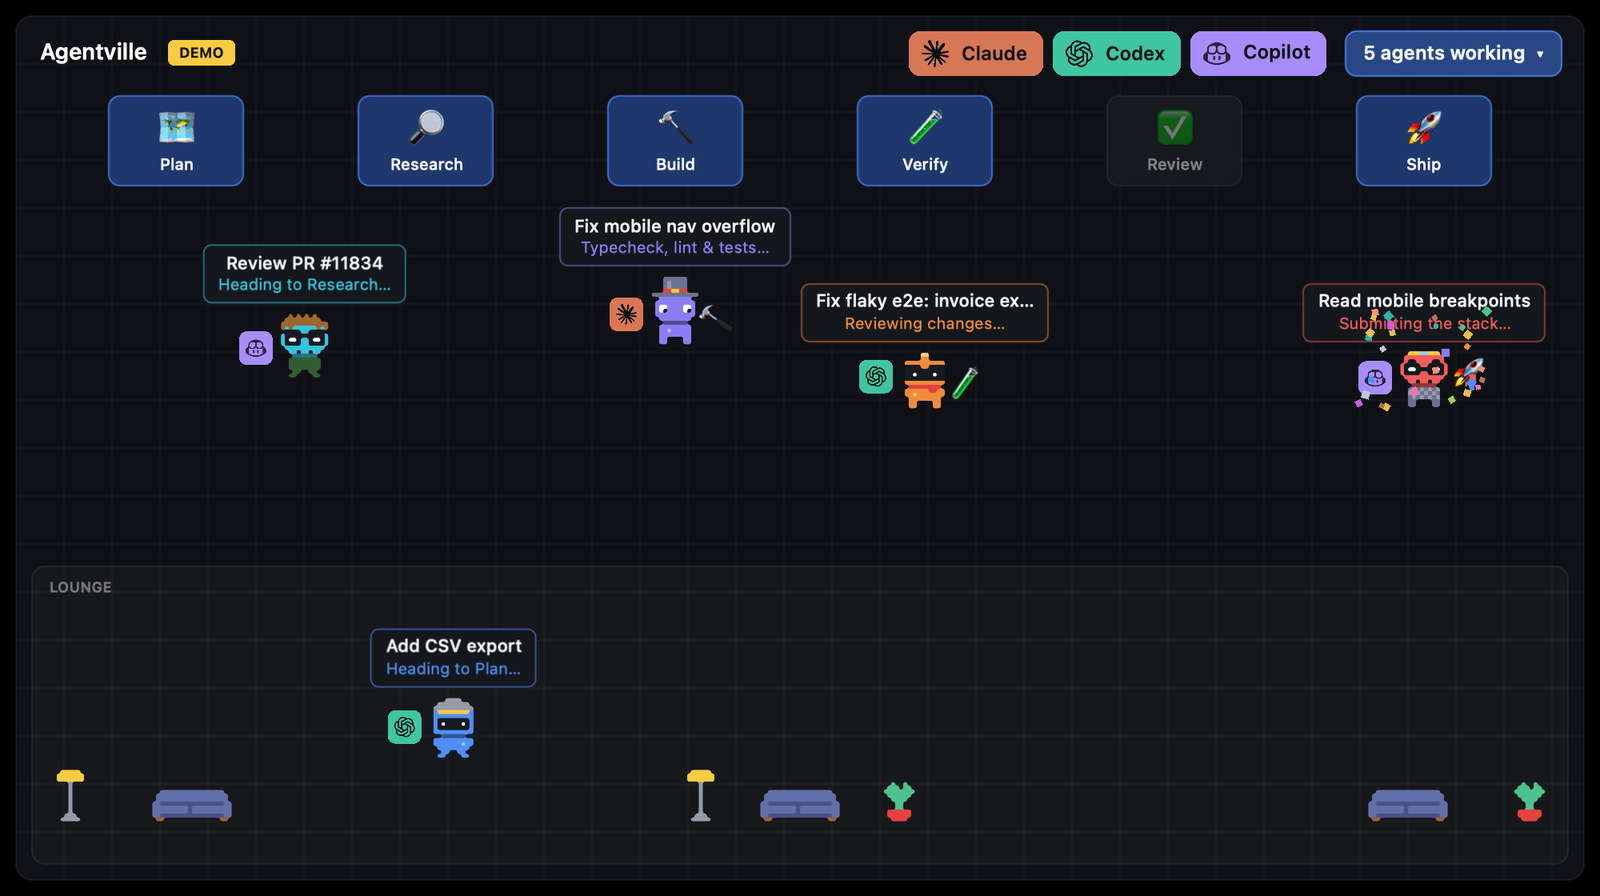 Agentville
DEMO
Claude
Codex
Copilot
5 agents working
Plan
Research
Build
Verify
Review
Ship
Fix mobile nav overflow
Typecheck, lint & tests...
Review PR #11834
Heading to Research...
Fix flaky e2e: invoice ex...
Reviewing changes...
Read mobile breakpoints
Submitting the stack...
LOUNGE
Add CSV export
Heading to Plan...